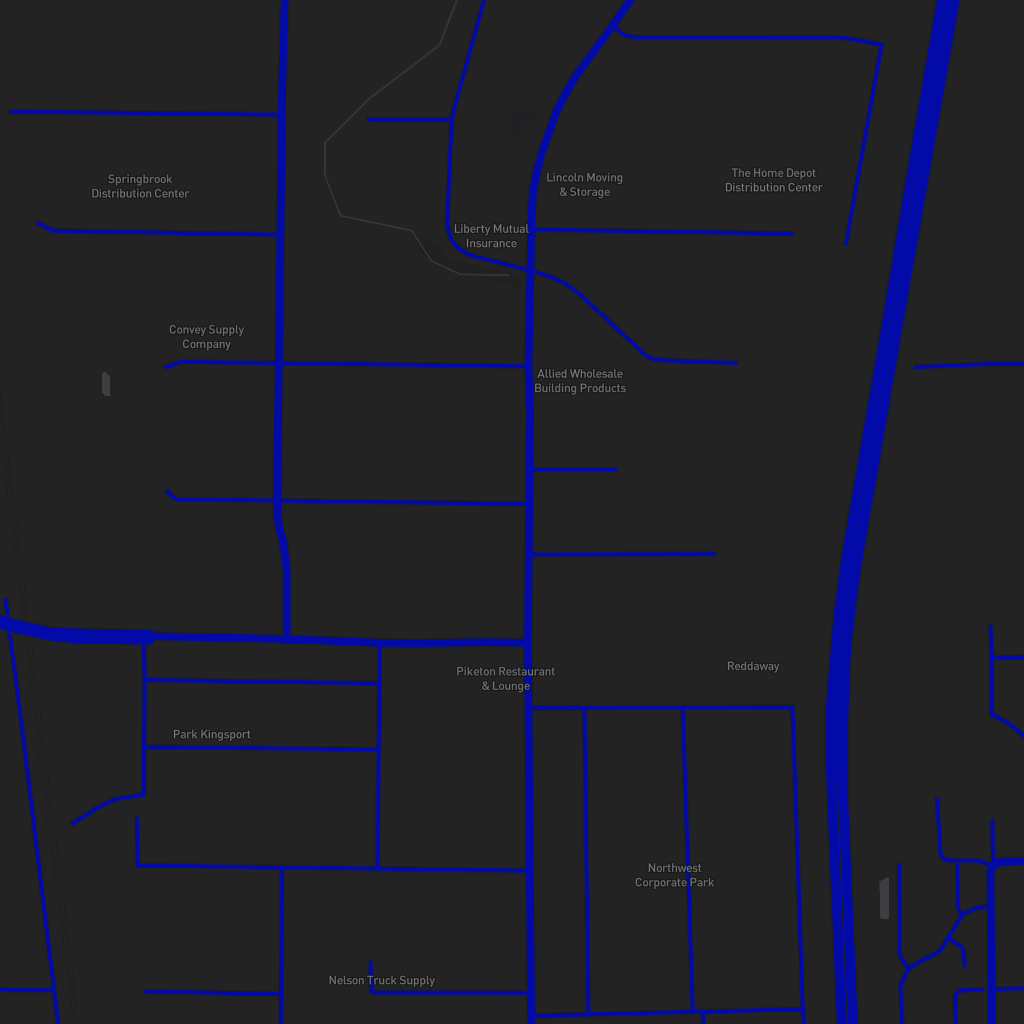 Springbrook
Distribution Center
Lincoln Moving
& Storage
The Home Depot
Distribution Center
Liberty Mutual
Insurance
Convey Supply
Company
Allied Wholesale
Building Products
Piketon Restaurant
& Lounge
Reddaway
Park Kingsport
Northwest
Corporate Park
Nelson Truck Supply